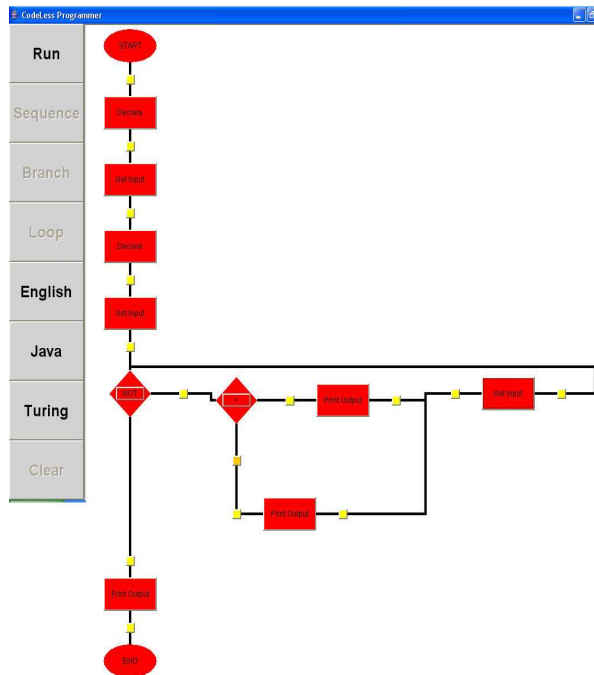 CodeLess Programmer
Run
Sequence
Branch
Loop
English
Java
Turing
Clear
START
Declare
Get Input
Declare
Get Input
NOT
Print Output
Get Input
Print Output
Print Output
END